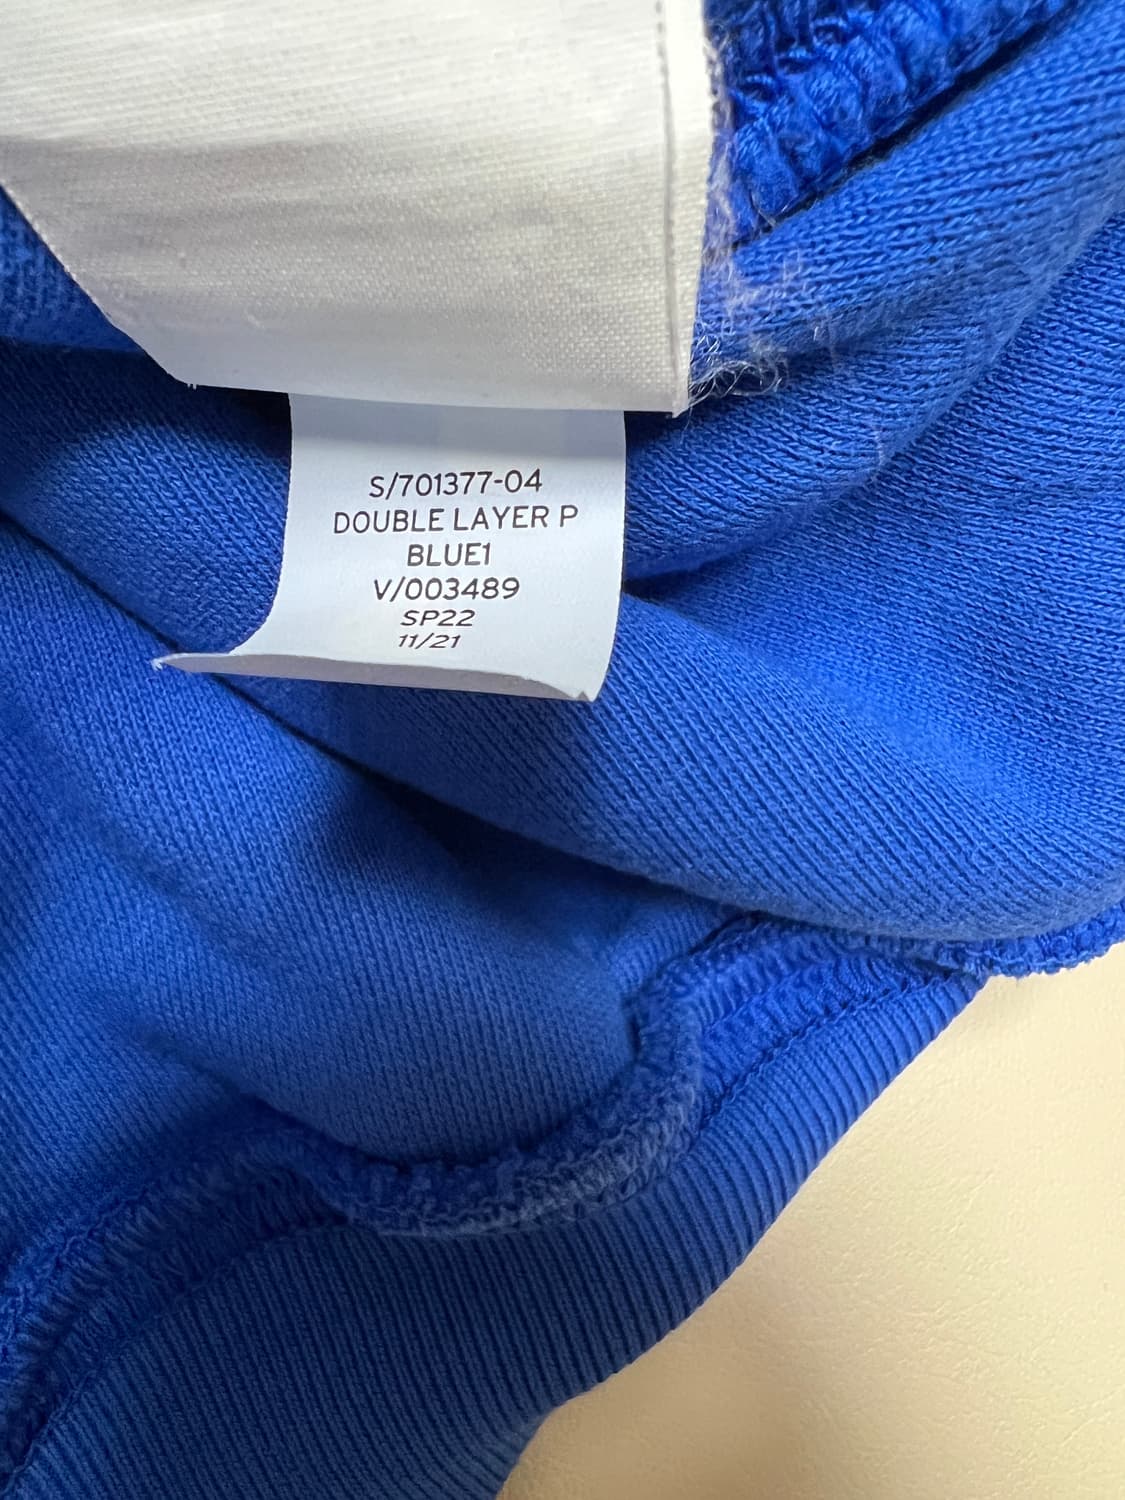 S/701377-04
DOUBLE LAYER P
BLUE1
V/003489
SP22
11/21